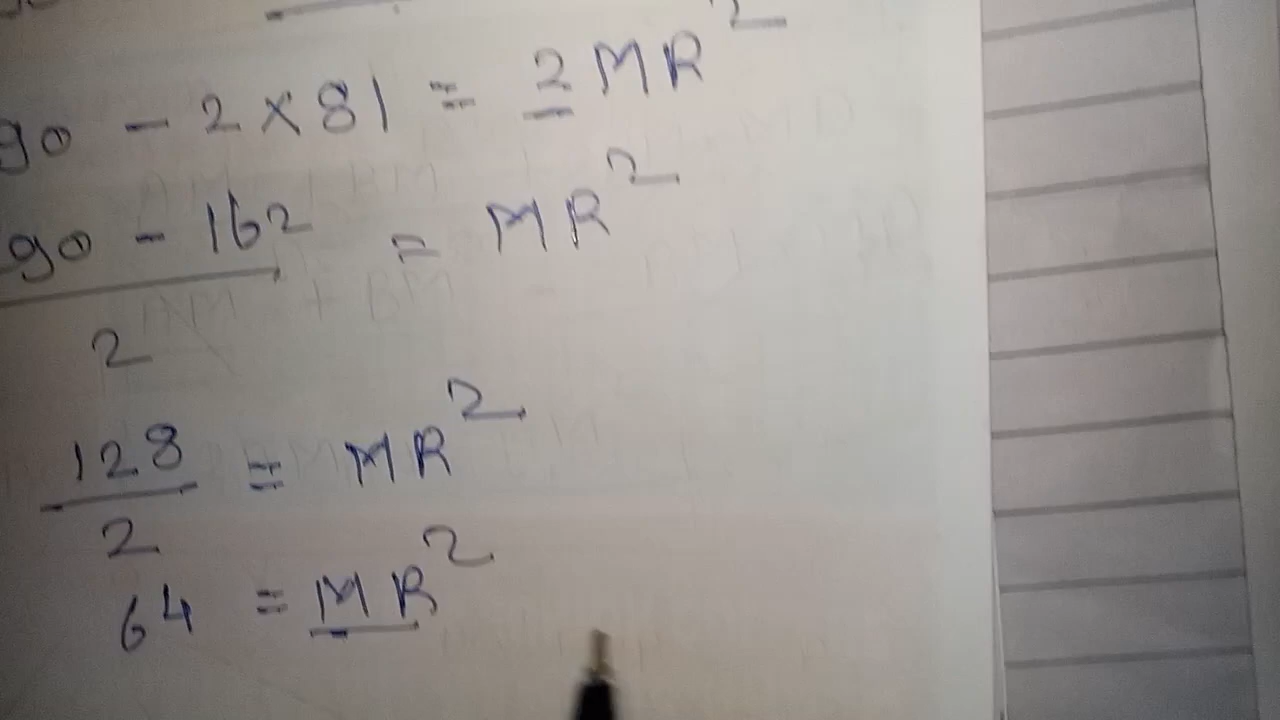 90 - 2 × 81 = 2MR²
90 - 162 = MR²
2
128 = MR²
2
64 = MR²